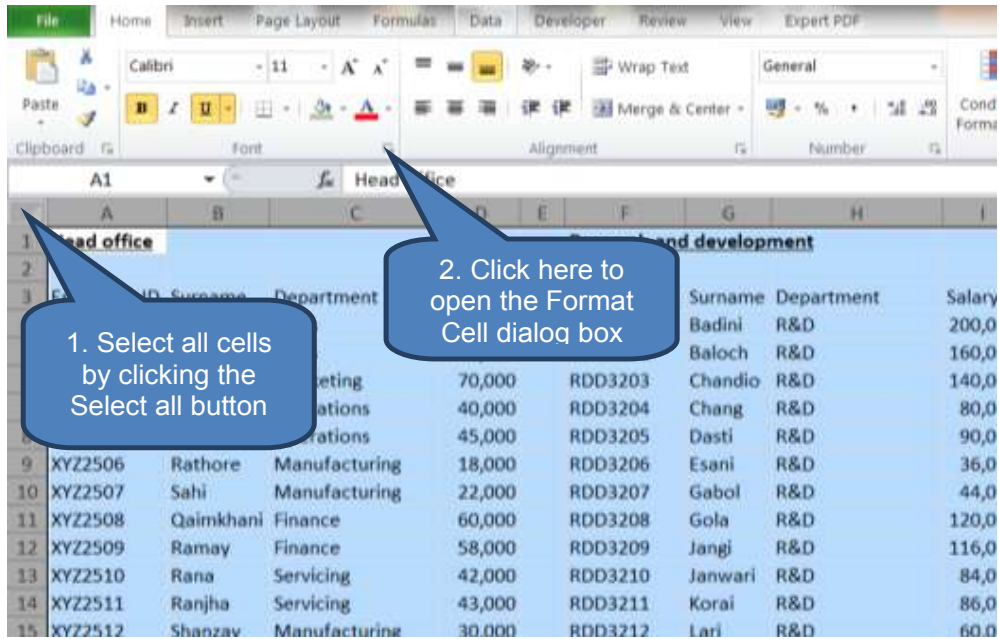 File Home Insert Page Layout Formulas Data Developer Review View Expert PDF
Calibri 11 A A Wrap Text General
Paste B I U A Merge & Center % Cond
Forma
Clipboard Font Alignment Number
A1 fx Head office
A B C D E F G H I
1 Head office and development
2
3 ID Surname Department Surname Department Salary
2. Click here to
open the Format
Cell dialog box
1. Select all cells
by clicking the
Select all button
Badini R&D 200,0
Baloch R&D 160,0
keting 70,000 RDD3203 Chandio R&D 140,0
ations 40,000 RDD3204 Chang R&D 80,0
8 rations 45,000 RDD3205 Dasti R&D 90,0
9 XYZ2506 Rathore Manufacturing 18,000 RDD3206 Esani R&D 36,0
10 XYZ2507 Sahi Manufacturing 22,000 RDD3207 Gabol R&D 44,0
11 XYZ2508 Qaimkhani Finance 60,000 RDD3208 Gola R&D 120,0
12 XYZ2509 Ramay Finance 58,000 RDD3209 Jangi R&D 116,0
13 XYZ2510 Rana Servicing 42,000 RDD3210 Janwari R&D 84,0
14 XYZ2511 Ranjha Servicing 43,000 RDD3211 Korai R&D 86,0
15 XYZ2512 Shanzay Manufacturing 30,000 RDD3212 Lari R&D 60,0